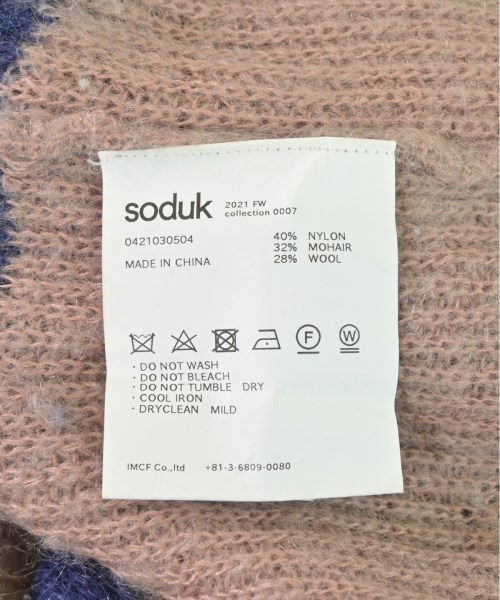 soduk 2021 FW
collection 0007
0421030504 40% NYLON
32% MOHAIR
MADE IN CHINA 28% WOOL
F W
· DO NOT WASH
· DO NOT BLEACH
· DO NOT TUMBLE DRY
· COOL IRON
· DRYCLEAN MILD
IMCF Co.,ltd +81-3-6809-0080